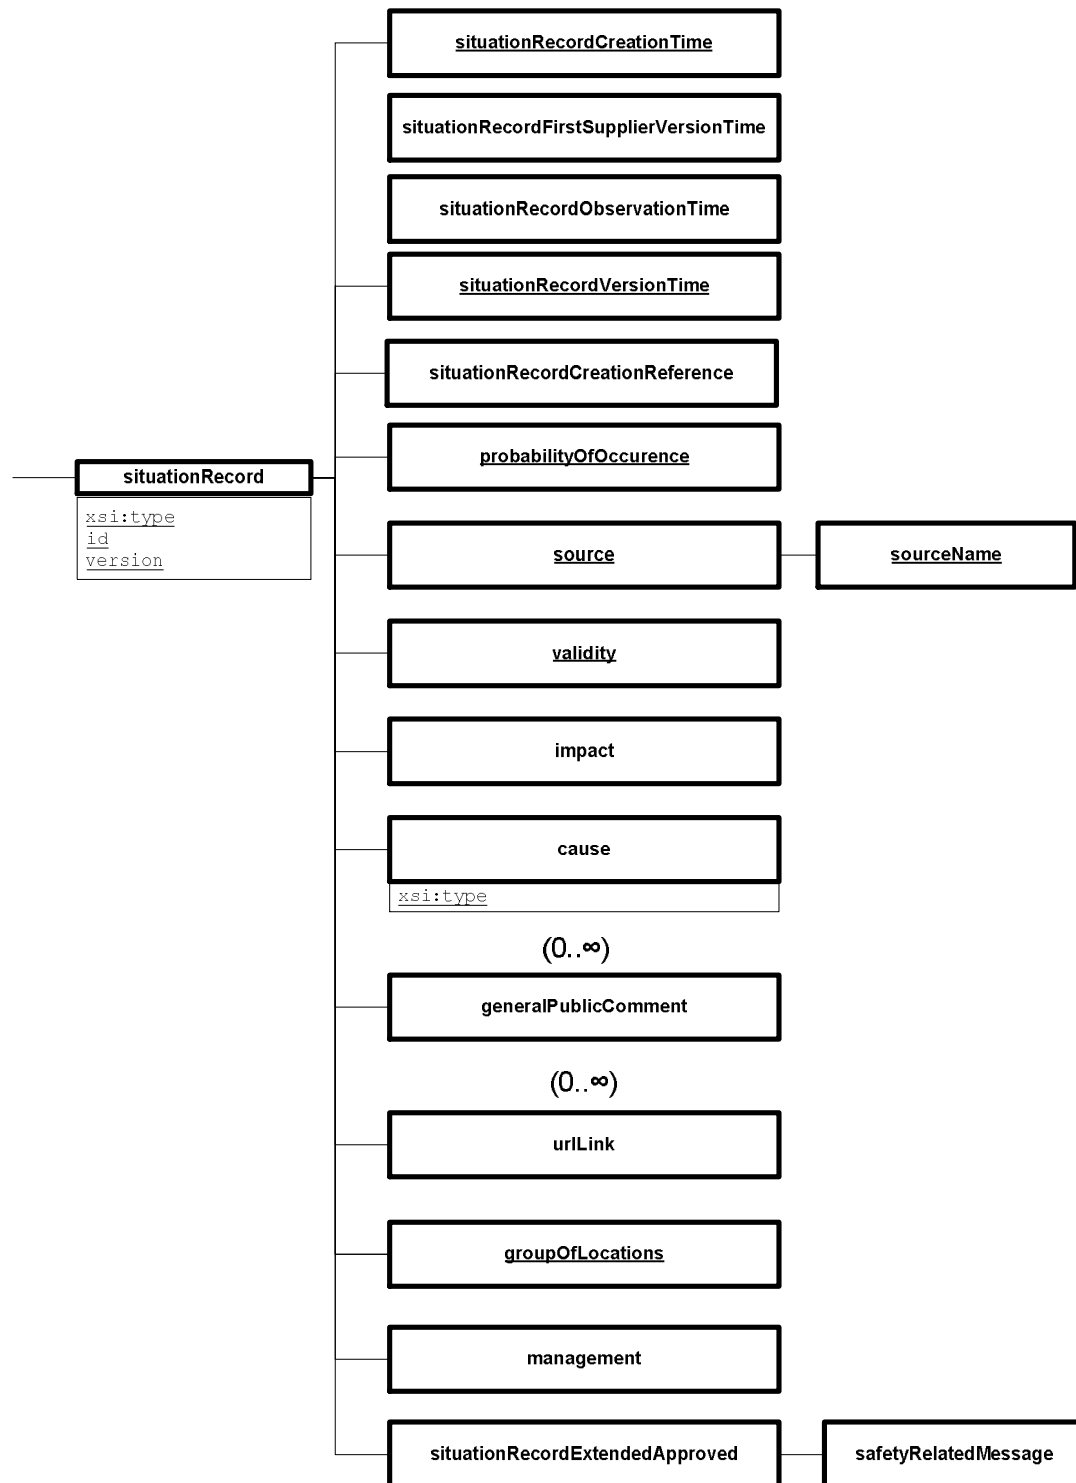 situationRecordCreationTime
situationRecordFirstSupplierVersionTime
situationRecordObservationTime
situationRecordVersionTime
situationRecordCreationReference
probabilityOfOccurence
situationRecord
xsi:type
id
version
source
sourceName
validity
impact
cause
xsi:type
(0..∞)
generalPublicComment
(0..∞)
urlLink
groupOfLocations
management
situationRecordExtendedApproved
safetyRelatedMessage